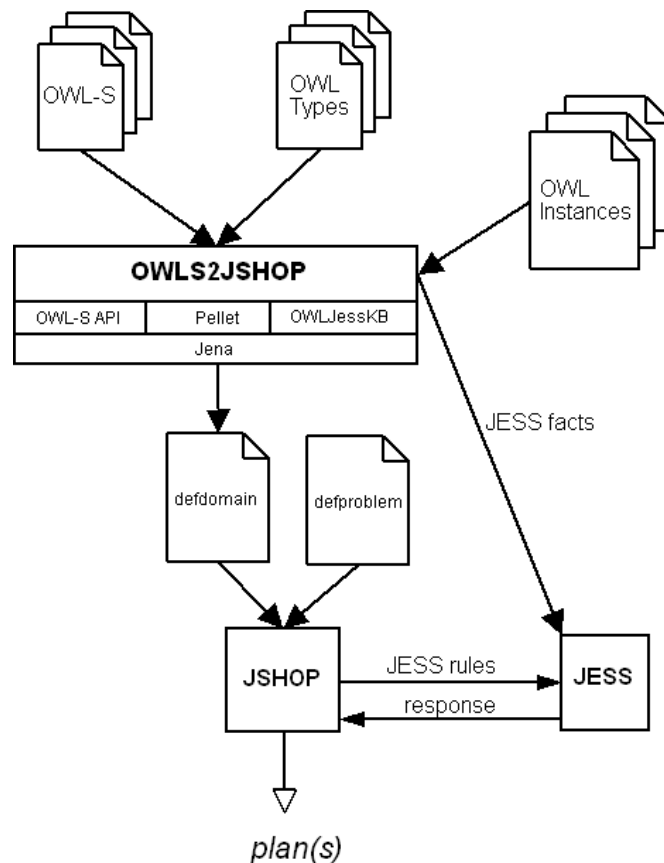 OWL-S
OWL
Types
OWL
Instances
OWLS2JSHOP
OWL-S API
Pellet
OWLJessKB
Jena
JESS facts
defdomain
defproblem
JSHOP
JESS rules
JESS
response
plan(s)